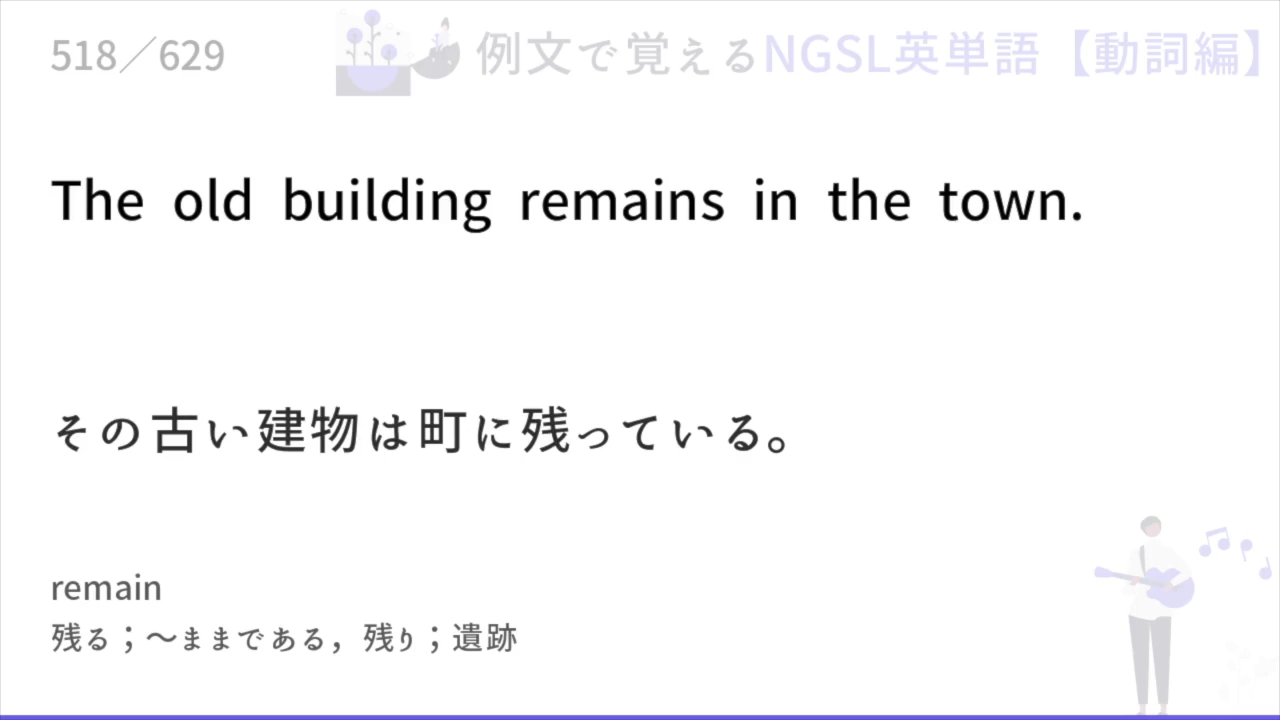 518／629
例文で覚えるNGSL英単語【動詞編】
The old building remains in the town.
その古い建物は町に残っている。
remain
残る；〜ままである，残り；遺跡